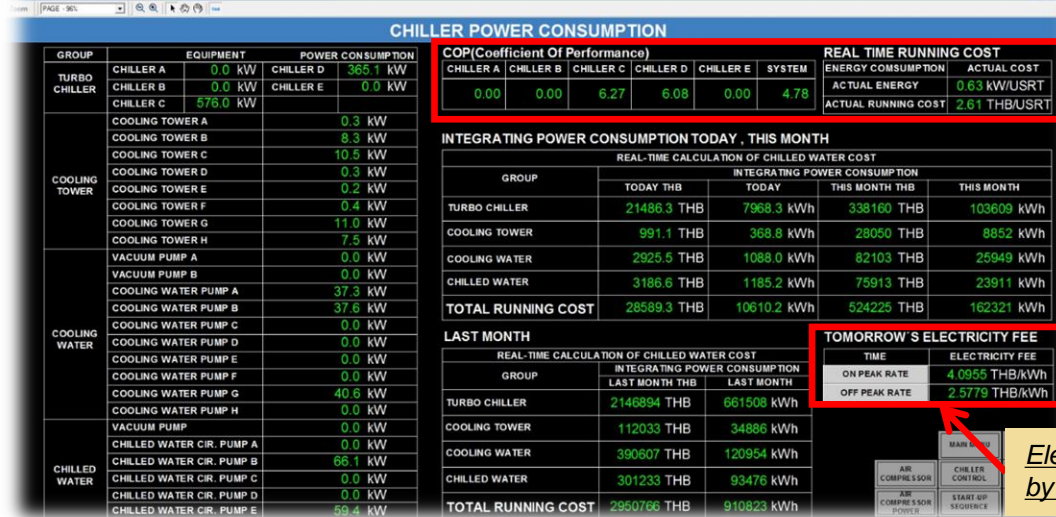 Zoom PAGE - 96%
CHILLER POWER CONSUMPTION
GROUP EQUIPMENT POWER CONSUMPTION
TURBO CHILLER
CHILLER A 0.0 kW CHILLER D 365.1 kW
CHILLER B 0.0 kW CHILLER E 0.0 kW
CHILLER C 576.0 kW
COOLING TOWER
COOLING TOWER A 0.3 kW
COOLING TOWER B 8.3 kW
COOLING TOWER C 10.5 kW
COOLING TOWER D 0.3 kW
COOLING TOWER E 0.2 kW
COOLING TOWER F 0.4 kW
COOLING TOWER G 11.0 kW
COOLING TOWER H 7.5 kW
COOLING WATER
VACUUM PUMP A 0.0 kW
VACUUM PUMP B 0.0 kW
COOLING WATER PUMP A 37.3 kW
COOLING WATER PUMP B 37.6 kW
COOLING WATER PUMP C 0.0 kW
COOLING WATER PUMP D 0.0 kW
COOLING WATER PUMP E 0.0 kW
COOLING WATER PUMP F 0.0 kW
COOLING WATER PUMP G 40.6 kW
COOLING WATER PUMP H 0.0 kW
CHILLED WATER
VACUUM PUMP 0.0 kW
CHILLED WATER CIR. PUMP A 0.0 kW
CHILLED WATER CIR. PUMP B 66.1 kW
CHILLED WATER CIR. PUMP C 0.0 kW
CHILLED WATER CIR. PUMP D 0.0 kW
CHILLED WATER CIR. PUMP E 59.4 kW
COP(Coefficient Of Performance)
CHILLER A CHILLER B CHILLER C CHILLER D CHILLER E SYSTEM
0.00 0.00 6.27 6.08 0.00 4.78
REAL TIME RUNNING COST
ENERGY COMSUMPTION ACTUAL COST
ACTUAL ENERGY 0.63 kW/USRT
ACTUAL RUNNING COST 2.61 THB/USRT
INTEGRATING POWER CONSUMPTION TODAY , THIS MONTH
REAL-TIME CALCULATION OF CHILLED WATER COST
GROUP INTEGRATING POWER CONSUMPTION
TODAY THB TODAY THIS MONTH THB THIS MONTH
TURBO CHILLER 21486.3 THB 7968.3 kWh 338160 THB 103609 kWh
COOLING TOWER 991.1 THB 368.8 kWh 28050 THB 8852 kWh
COOLING WATER 2925.5 THB 1088.0 kWh 82103 THB 25949 kWh
CHILLED WATER 3186.6 THB 1185.2 kWh 75913 THB 23911 kWh
TOTAL RUNNING COST 28589.3 THB 10610.2 kWh 524225 THB 162321 kWh
LAST MONTH
REAL-TIME CALCULATION OF CHILLED WATER COST
GROUP INTEGRATING POWER CONSUMPTION
LAST MONTH THB LAST MONTH
TURBO CHILLER 2146894 THB 661508 kWh
COOLING TOWER 112033 THB 34886 kWh
COOLING WATER 390607 THB 120954 kWh
CHILLED WATER 301233 THB 93476 kWh
TOTAL RUNNING COST 2950766 THB 910823 kWh
TOMORROW´S ELECTRICITY FEE
TIME ELECTRICITY FEE
ON PEAK RATE 4.0955 THB/kWh
OFF PEAK RATE 2.5779 THB/kWh
MAIN MENU
AIR COMPRESSOR
CHILLER CONTROL
AIR COMPRESSOR POWER
START-UP SEQUENCE
Ele
by